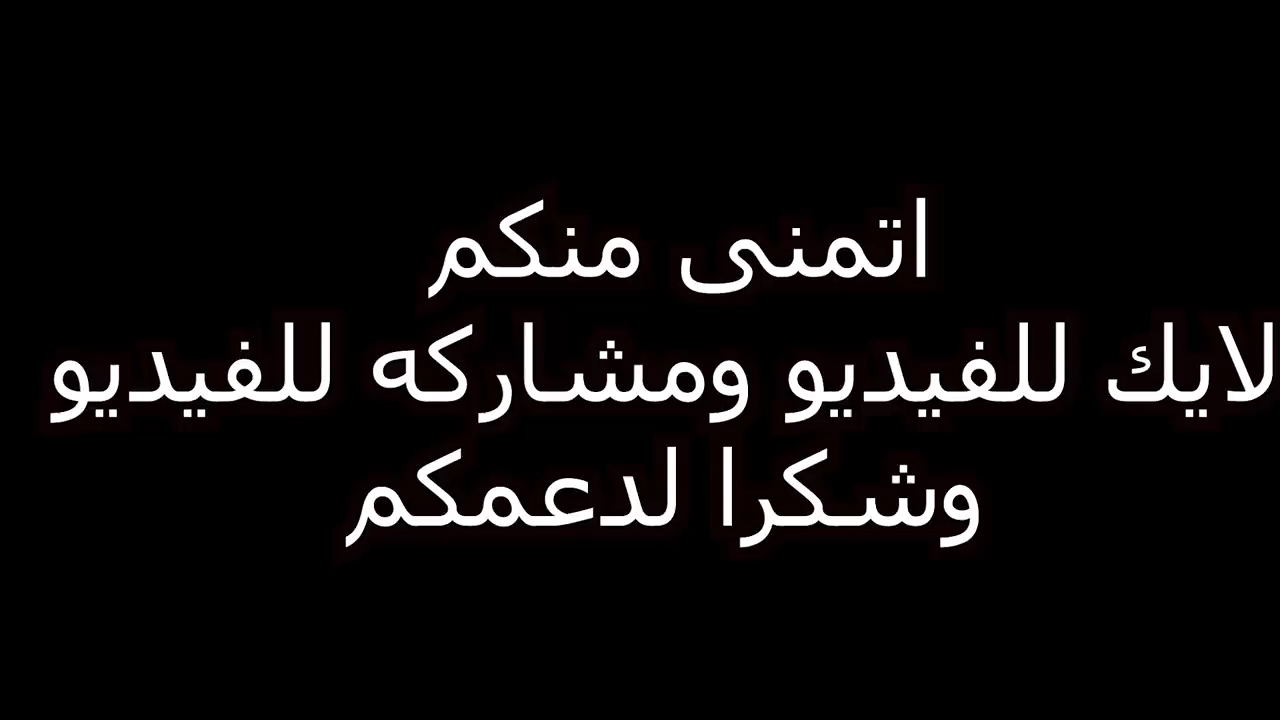 اتمنى منكم
لايك للفيديو ومشاركه للفيديو
وشكرا لدعمكم